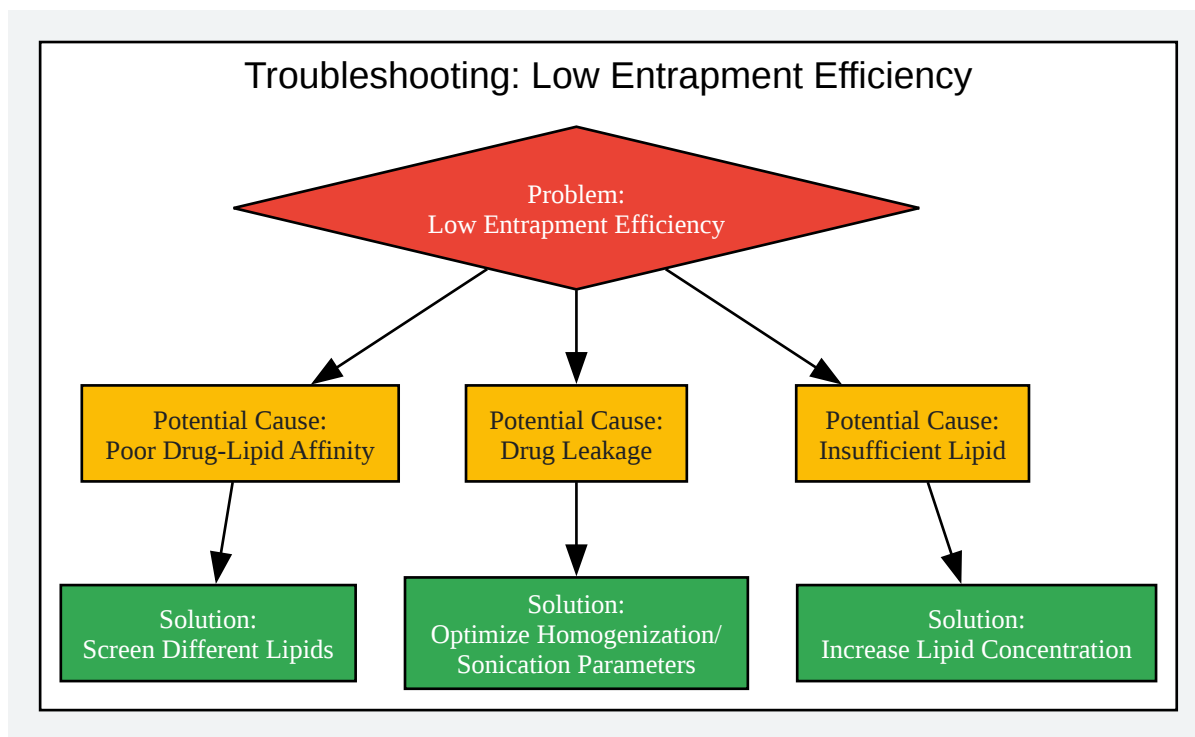 Troubleshooting: Low Entrapment Efficiency
Problem:
Low Entrapment Efficiency
Potential Cause:
Poor Drug-Lipid Affinity
Potential Cause:
Drug Leakage
Potential Cause:
Insufficient Lipid
Solution:
Screen Different Lipids
Solution:
Optimize Homogenization/
Sonication Parameters
Solution:
Increase Lipid Concentration